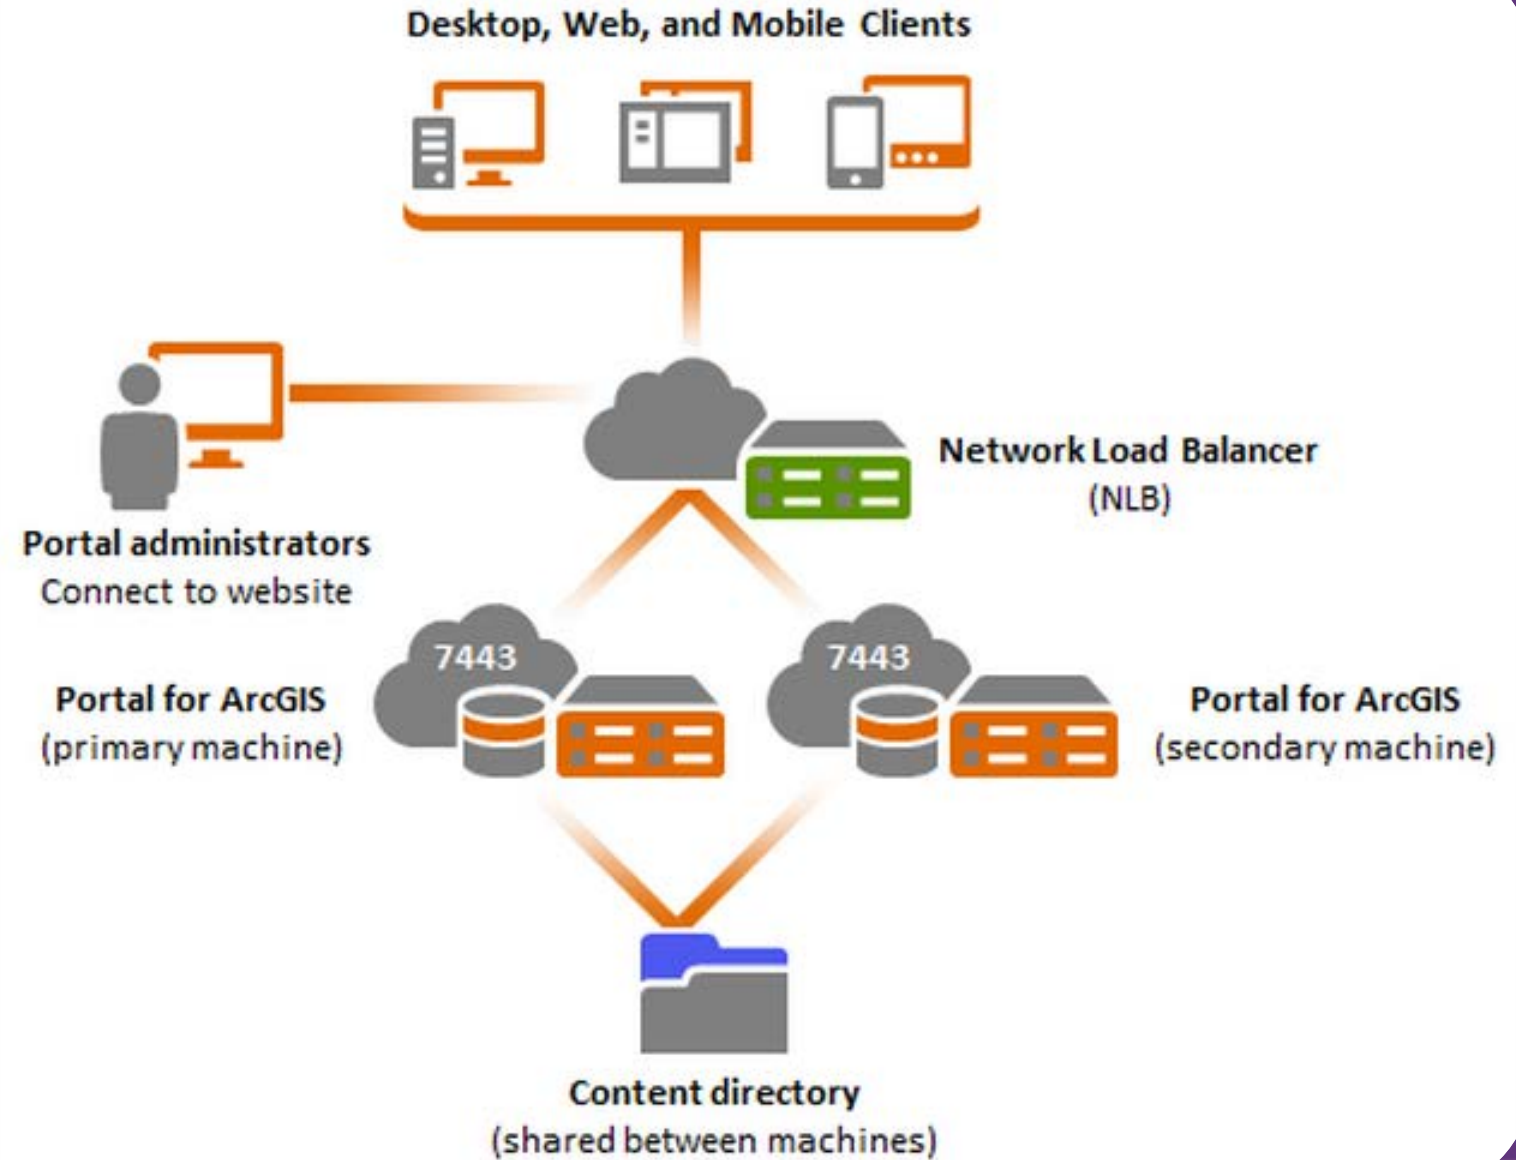 Desktop, Web, and Mobile Clients
Network Load Balancer
(NLB)
Portal administrators
Connect to website
7443
7443
Portal for ArcGIS
(primary machine)
Portal for ArcGIS
(secondary machine)
Content directory
(shared between machines)